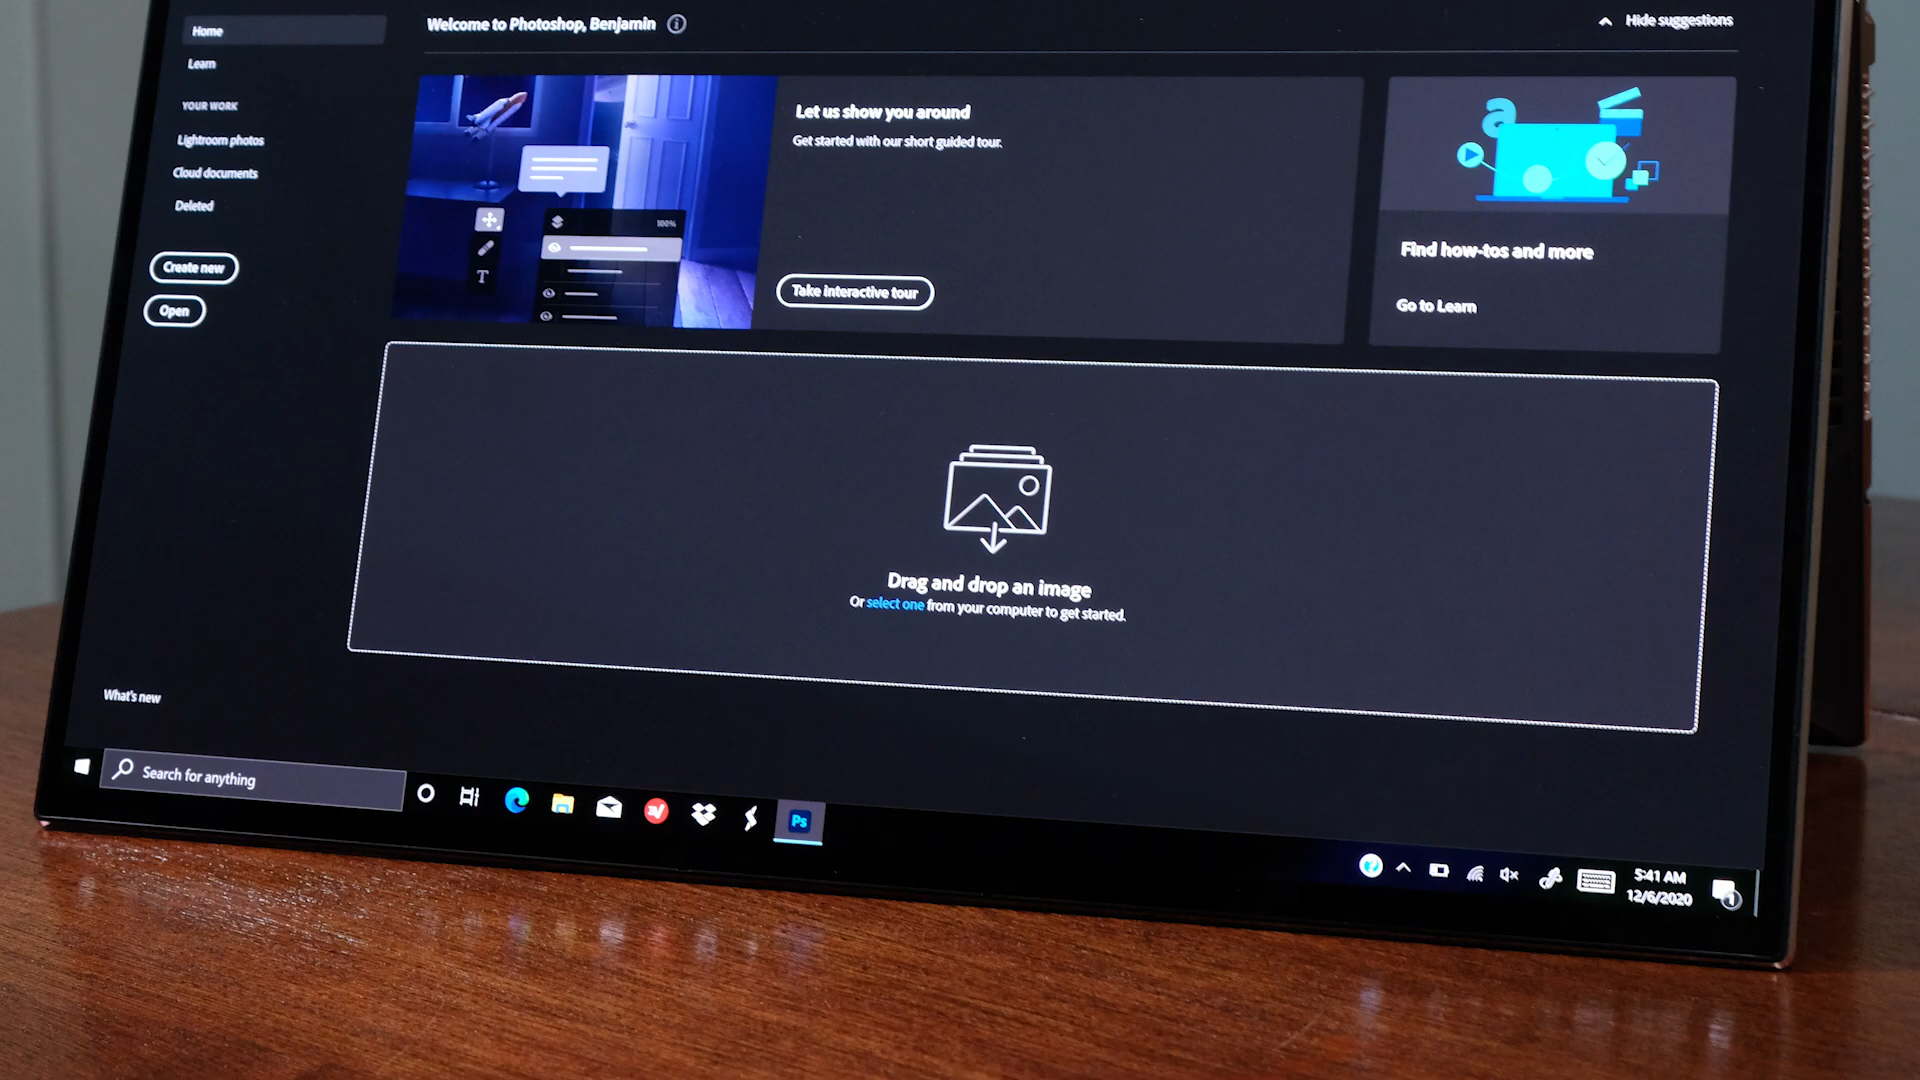 Home
Learn
YOUR WORK
Lightroom photos
Cloud documents
Deleted
Create new
Open
What's new
Welcome to Photoshop, Benjamin
Hide suggestions
100%
T
Let us show you around
Get started with our short guided tour.
Take interactive tour
Find how-tos and more
Go to Learn
Drag and drop an image
Or select one from your computer to get started.
Search for anything
Ps
5:41 AM
12/6/2020
1